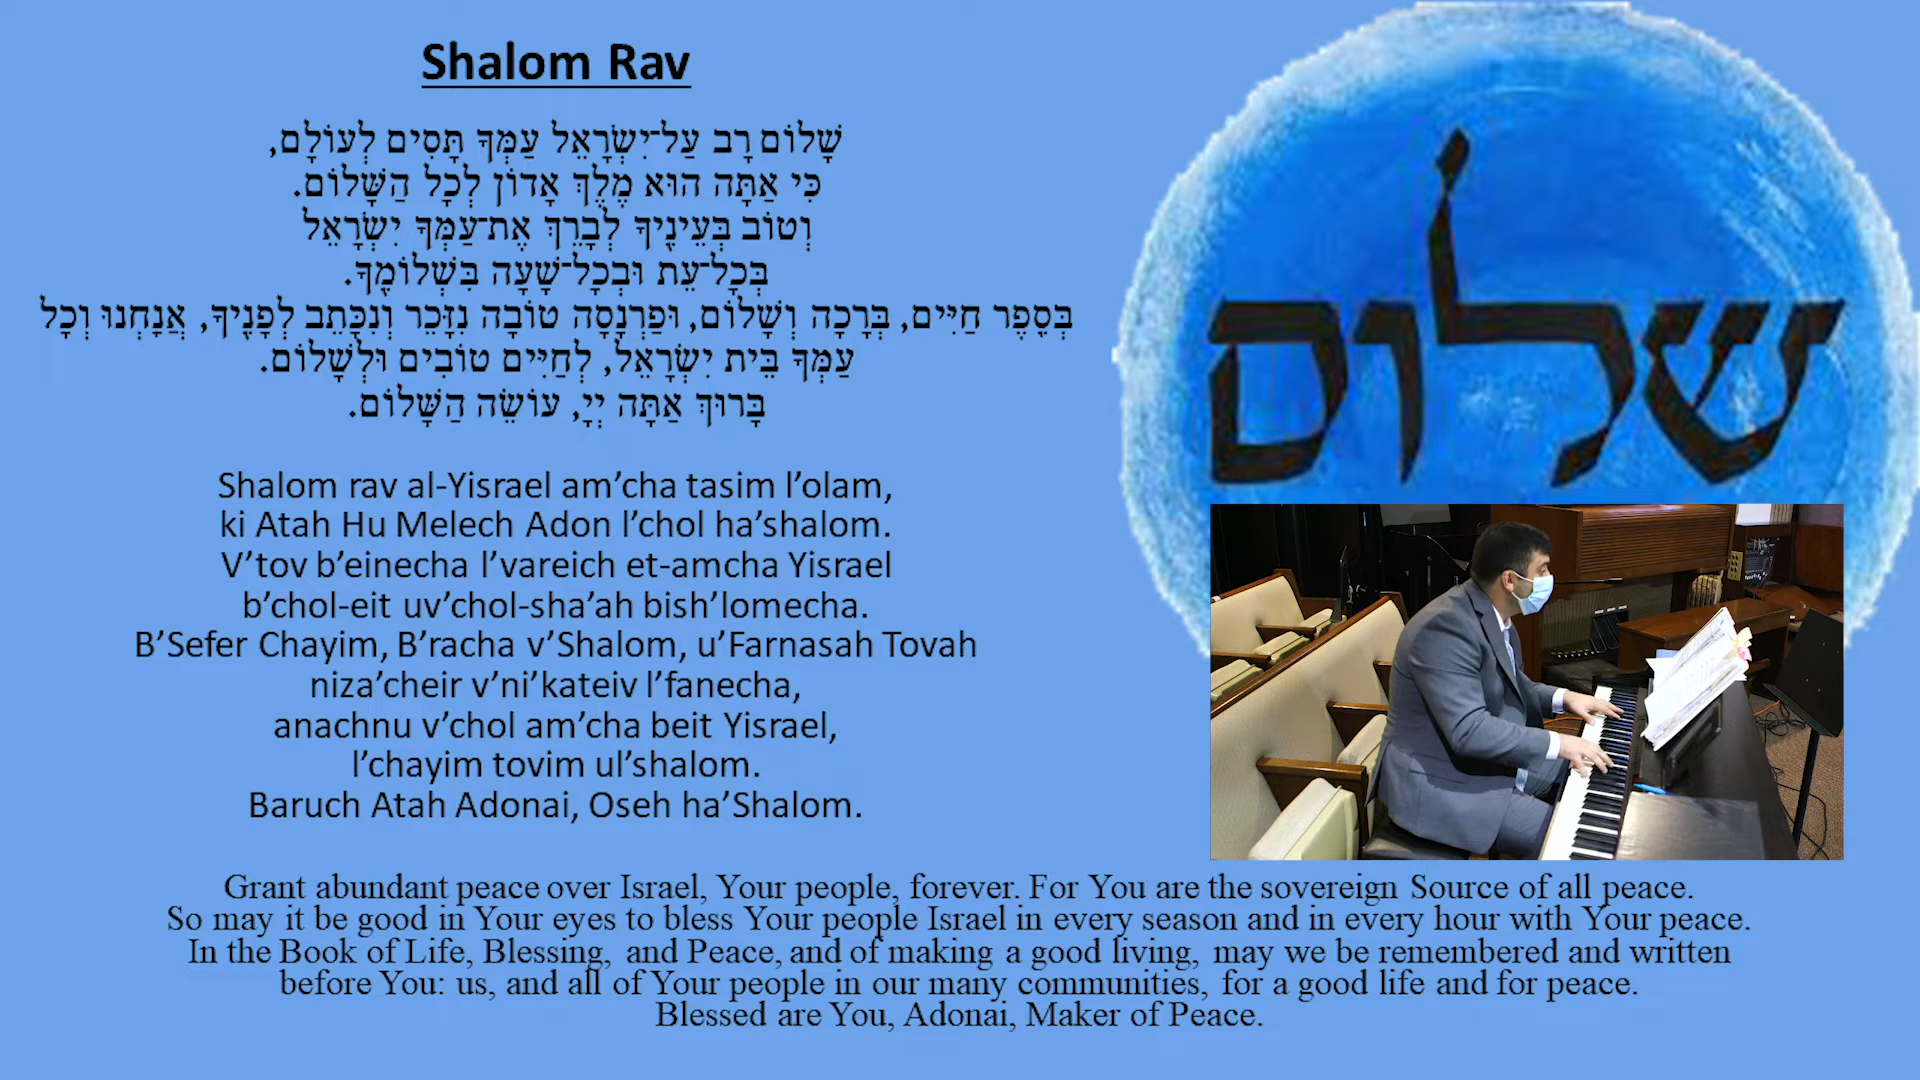 Shalom Rav
שָׁלוֹם רָב עַל־יִשְׂרָאֵל עַמְּךָ תָּסִים לְעוֹלָם,
כִּי אַתָּה הוּא מֶלֶךְ אָדוֹן לְכָל הַשָּׁלוֹם.
וְטוֹב בְּעֵינֶיךָ לְבָרֵךְ אֶת־עַמְּךָ יִשְׂרָאֵל
בְּכָל־עֵת וּבְכָל־שָׁעָה בִּשְׁלוֹמֶךָ.
בְּסֵפֶר חַיִּים, בְּרָכָה וְשָׁלוֹם, וּפַרְנָסָה טוֹבָה נִזָּכֵר וְנִכָּתֵב לְפָנֶיךָ, אֲנַחְנוּ וְכָל
עַמְּךָ בֵּית יִשְׂרָאֵל, לְחַיִּים טוֹבִים וּלְשָׁלוֹם.
בָּרוּךְ אַתָּה יְיָ, עוֹשֵׂה הַשָּׁלוֹם.
Shalom rav al-Yisrael am’cha tasim l’olam,
ki Atah Hu Melech Adon l’chol ha’shalom.
V’tov b’einecha l’vareich et-amcha Yisrael
b’chol-eit uv’chol-sha’ah bish’lomecha.
B’Sefer Chayim, B’racha v’Shalom, u’Farnasah Tovah
niza’cheir v’ni’kateiv l’fanecha,
anachnu v’chol am’cha beit Yisrael,
l’chayim tovim ul’shalom.
Baruch Atah Adonai, Oseh ha’Shalom.
שלום
Grant abundant peace over Israel, Your people, forever. For You are the sovereign Source of all peace.
So may it be good in Your eyes to bless Your people Israel in every season and in every hour with Your peace.
In the Book of Life, Blessing, and Peace, and of making a good living, may we be remembered and written
before You: us, and all of Your people in our many communities, for a good life and for peace.
Blessed are You, Adonai, Maker of Peace.